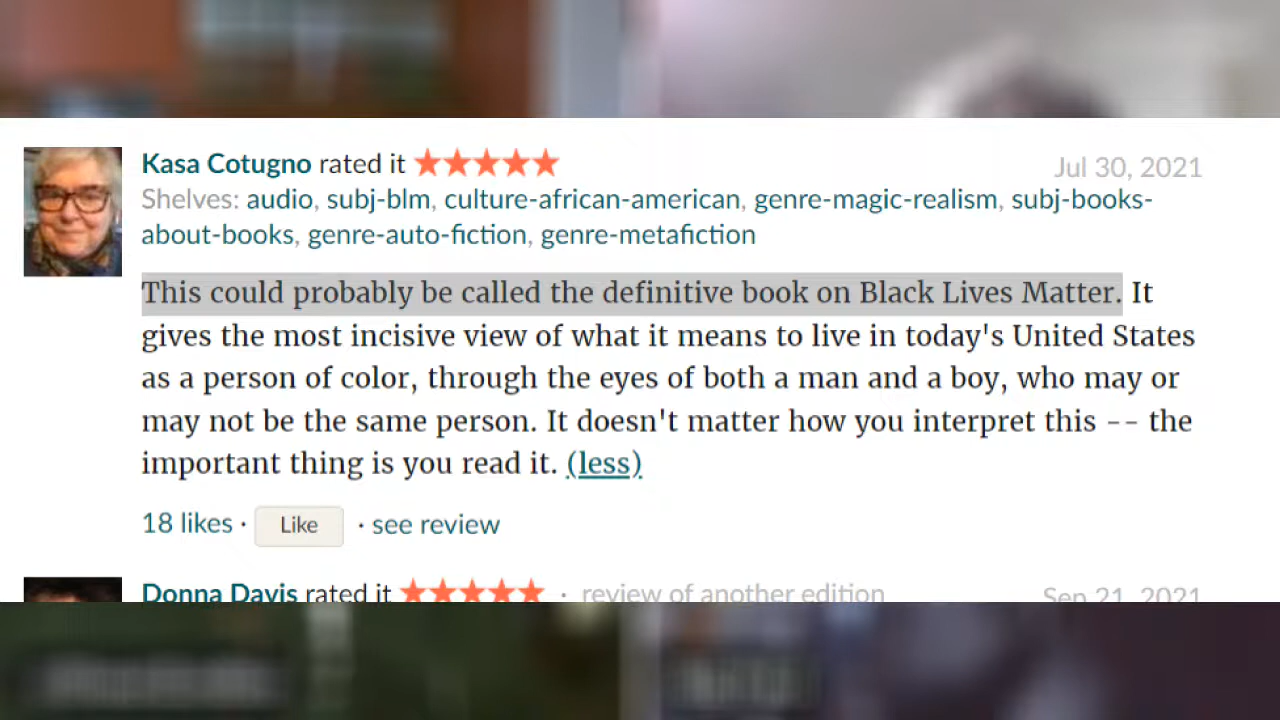 Kasa Cotugno rated it ★★★★★ Jul 30, 2021
Shelves: audio, subj-blm, culture-african-american, genre-magic-realism, subj-books-
about-books, genre-auto-fiction, genre-metafiction
This could probably be called the definitive book on Black Lives Matter. It
gives the most incisive view of what it means to live in today's United States
as a person of color, through the eyes of both a man and a boy, who may or
may not be the same person. It doesn't matter how you interpret this -- the
important thing is you read it. (less)
18 likes · Like · see review
Donna Davis rated it ★★★★★ · review of another edition Sep 21, 2021